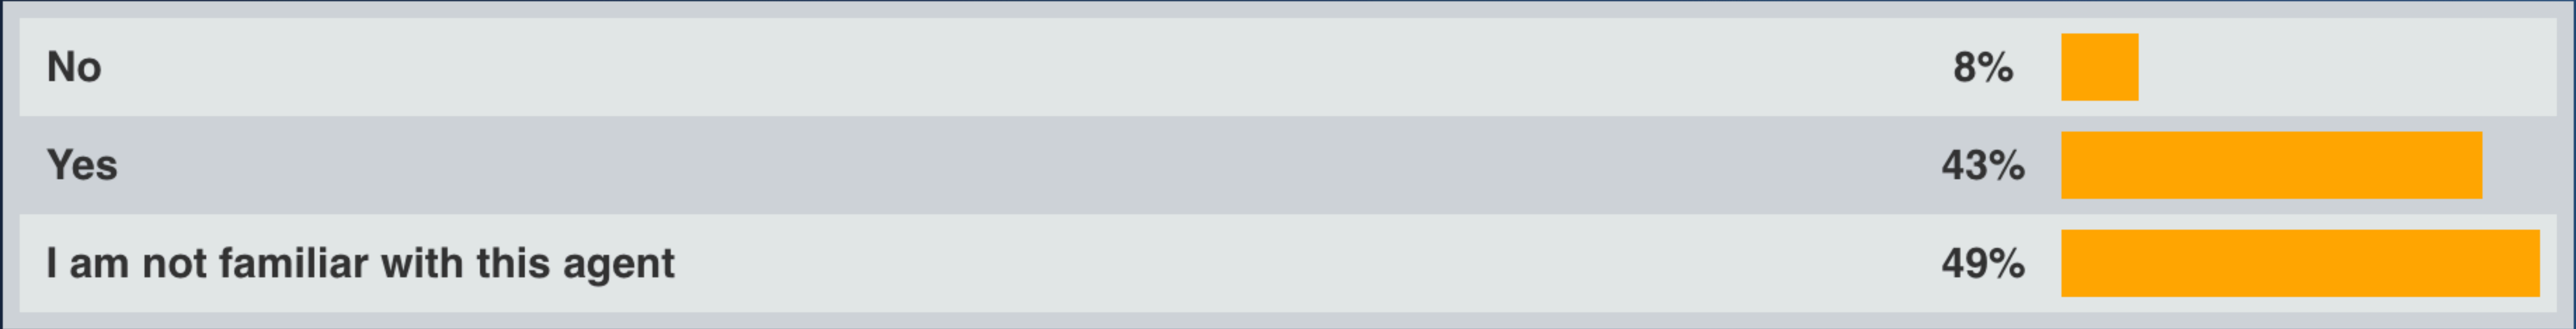 No 8%
Yes 43%
I am not familiar with this agent 49%